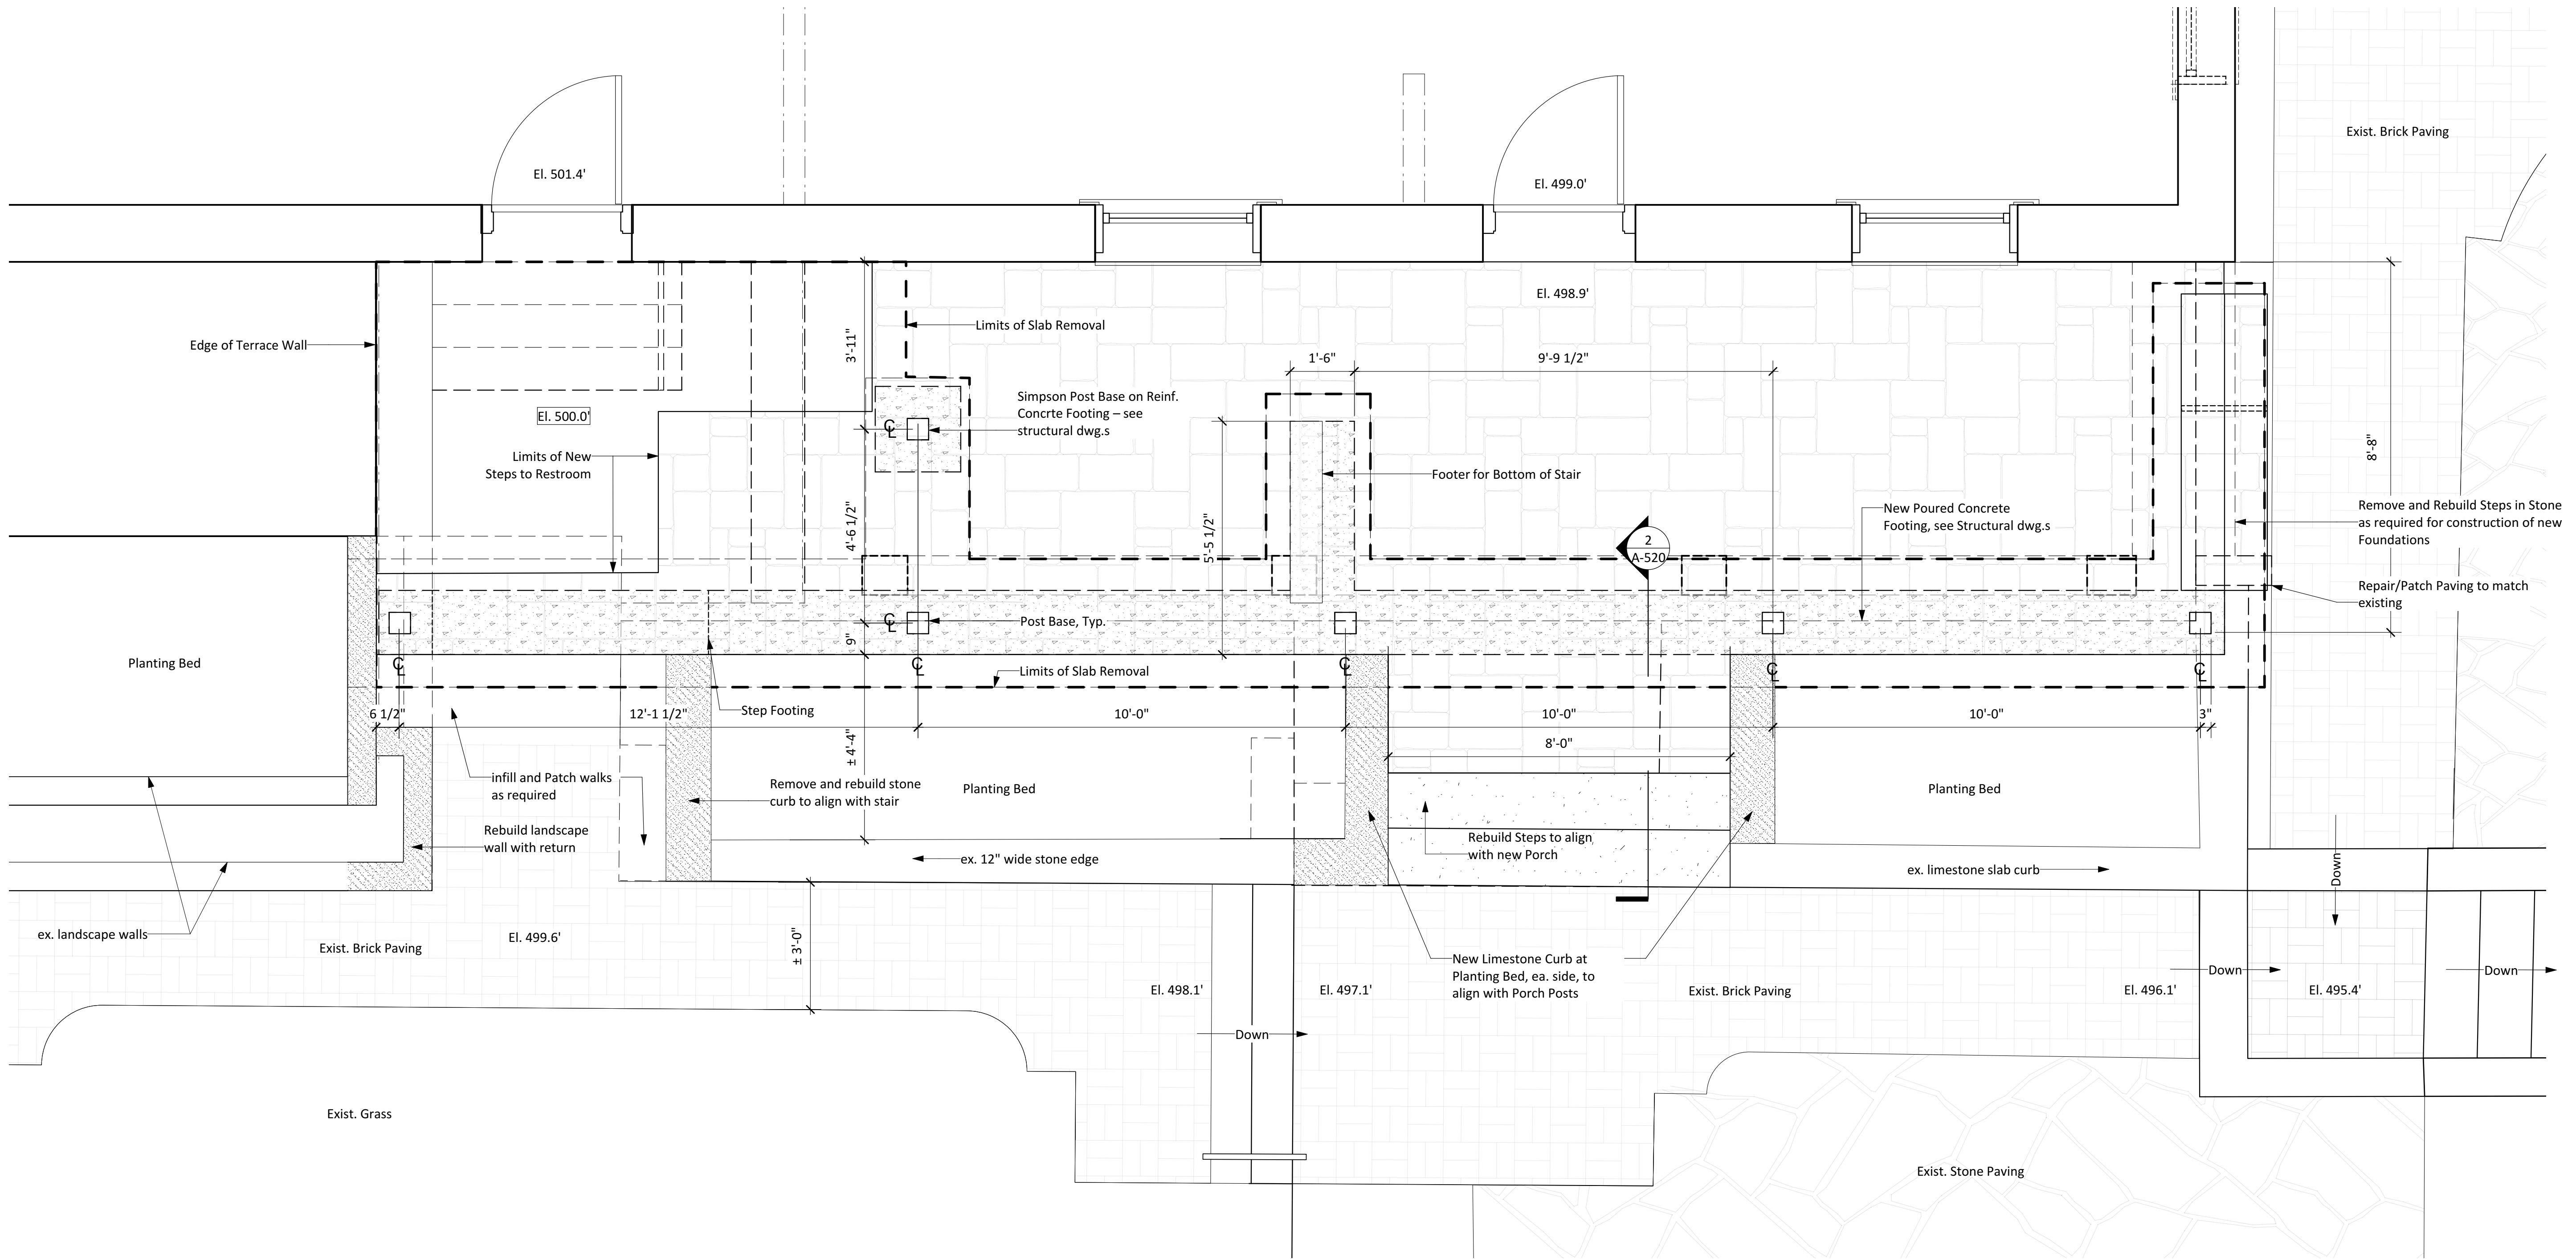 Exist. Brick Paving
El. 501.4'
El. 499.0'
El. 498.9'
Limits of Slab Removal
Edge of Terrace Wall
3'-11"
1'-6"
9'-9 1/2"
El. 500.0'
Simpson Post Base on Reinf.
Concrte Footing – see
structural dwg.s
CL
8'-8"
Limits of New
Steps to Restroom
Footer for Bottom of Stair
4'-6 1/2"
5'-5 1/2"
New Poured Concrete
Footing, see Structural dwg.s
Remove and Rebuild Steps in Stone
as required for construction of new
Foundations
2
A-520
Repair/Patch Paving to match
existing
CL
Post Base, Typ.
9"
Planting Bed
CL
CL
CL
CL
CL
Limits of Slab Removal
6 1/2"
12'-1 1/2"
Step Footing
10'-0"
10'-0"
10'-0"
3"
± 4'-4"
8'-0"
infill and Patch walks
as required
Remove and rebuild stone
curb to align with stair
Planting Bed
Planting Bed
Rebuild landscape
wall with return
Rebuild Steps to align
with new Porch
ex. 12" wide stone edge
ex. limestone slab curb
Down
ex. landscape walls
Exist. Brick Paving
El. 499.6'
± 3'-0"
New Limestone Curb at
Planting Bed, ea. side, to
align with Porch Posts
El. 498.1'
El. 497.1'
Exist. Brick Paving
El. 496.1'
Down
El. 495.4'
Down
Down
Exist. Grass
Exist. Stone Paving